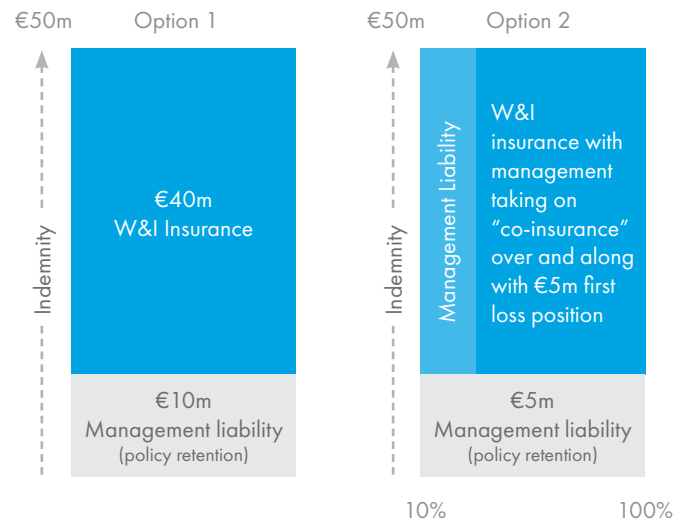 €50m
Option 1
Indemnity
€40m
W&I Insurance
€10m
Management liability
(policy retention)
€50m
Option 2
Indemnity
Management Liability
W&I
insurance with
management
taking on
“co-insurance”
over and along
with €5m first
loss position
€5m
Management liability
(policy retention)
10%
100%